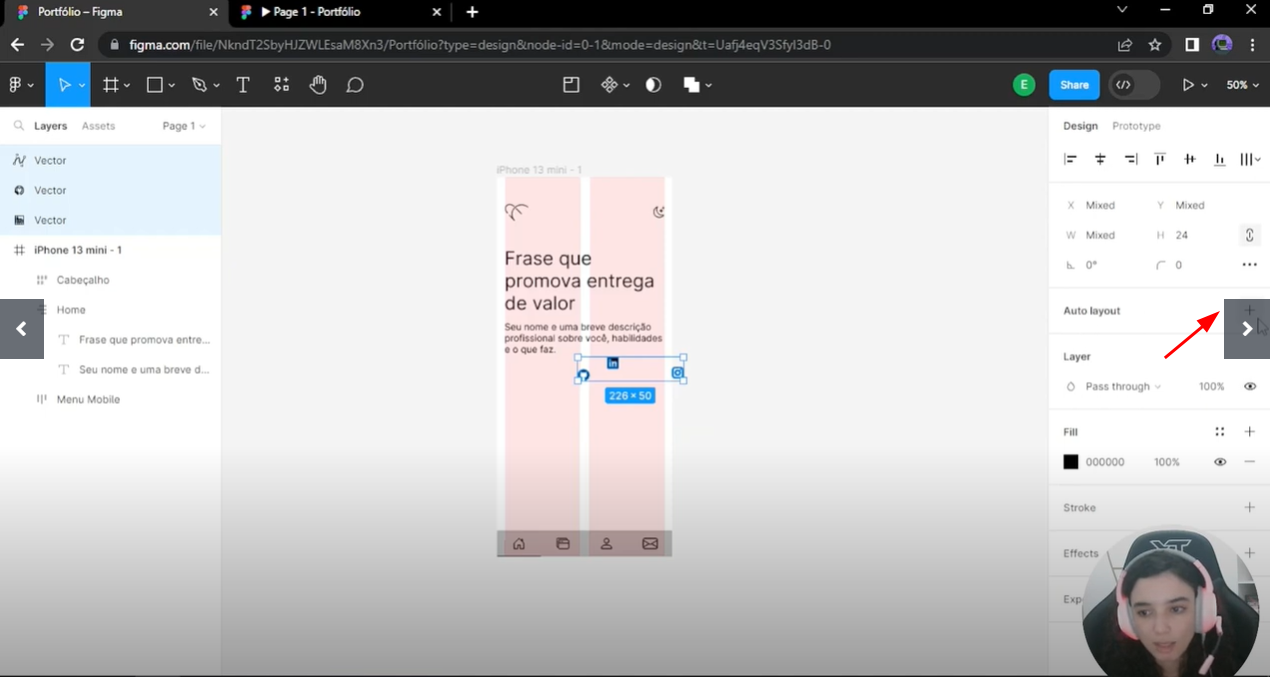 Portfólio – Figma
Page 1 - Portfólio
figma.com/file/NkndT2SbyHJZWLEsaM8Xn3/Portfólio?type=design&node-id=0-1&mode=design&t=Uafj4eqV3SfyI3dB-0
E
Share
50%
Layers
Assets
Page 1
Vector
Vector
Vector
iPhone 13 mini - 1
Cabeçalho
Home
Frase que promova entre...
Seu nome e uma breve d...
Menu Mobile
iPhone 13 mini - 1
Frase que
promova entrega
de valor
Seu nome e uma breve descrição
profissional sobre você, habilidades
e o que faz.
in
226 × 50
Design
Prototype
X Mixed
Y Mixed
W Mixed
H 24
0°
0
Auto layout
Layer
Pass through
100%
Fill
000000
100%
Stroke
Effects